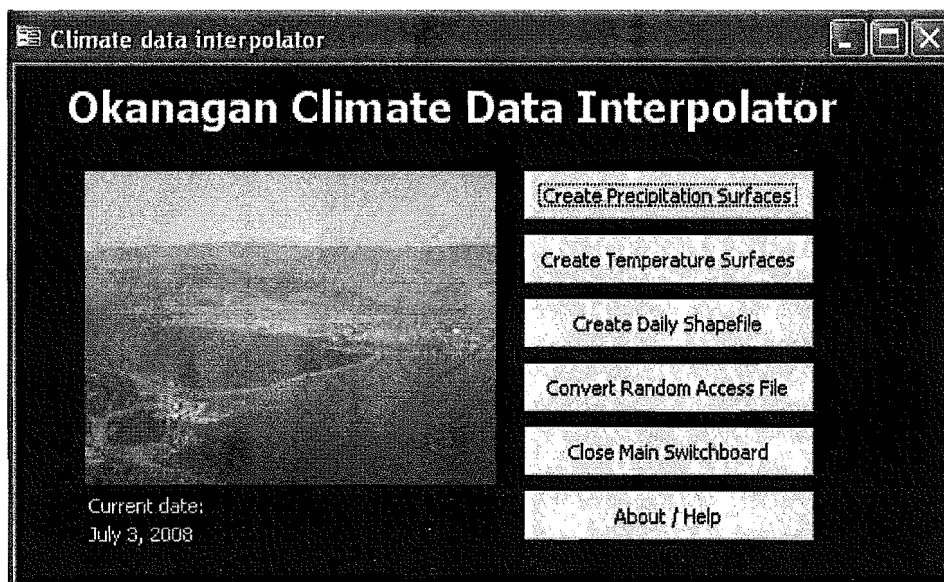 Climate data interpolator
Okanagan Climate Data Interpolator
Create Precipitation Surfaces
Create Temperature Surfaces
Create Daily Shapefile
Convert Random Access File
Close Main Switchboard
About / Help
Current date:
July 3, 2008